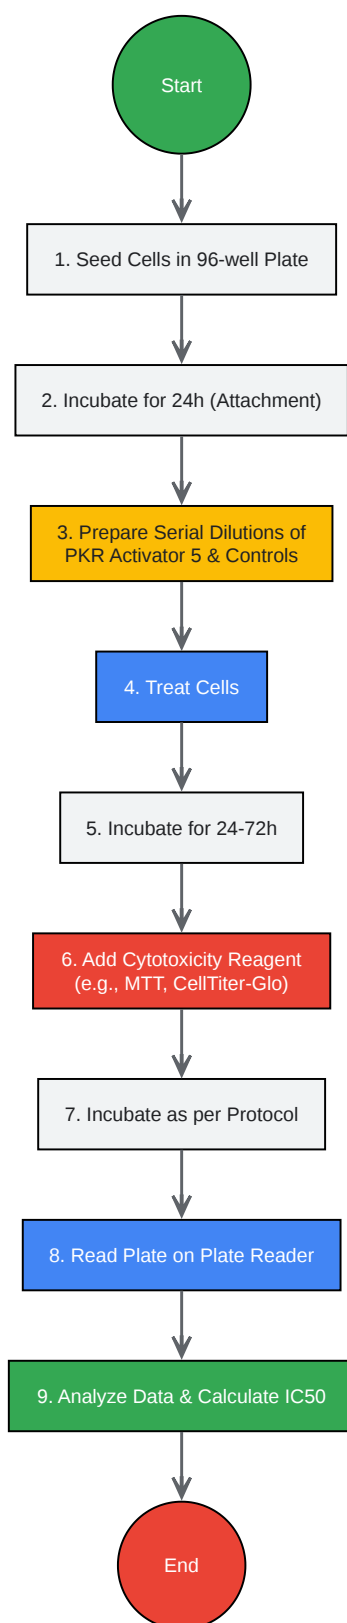 Start
1. Seed Cells in 96-well Plate
2. Incubate for 24h (Attachment)
3. Prepare Serial Dilutions of
PKR Activator 5 & Controls
4. Treat Cells
5. Incubate for 24-72h
6. Add Cytotoxicity Reagent
(e.g., MTT, CellTiter-Glo)
7. Incubate as per Protocol
8. Read Plate on Plate Reader
9. Analyze Data & Calculate IC50
End